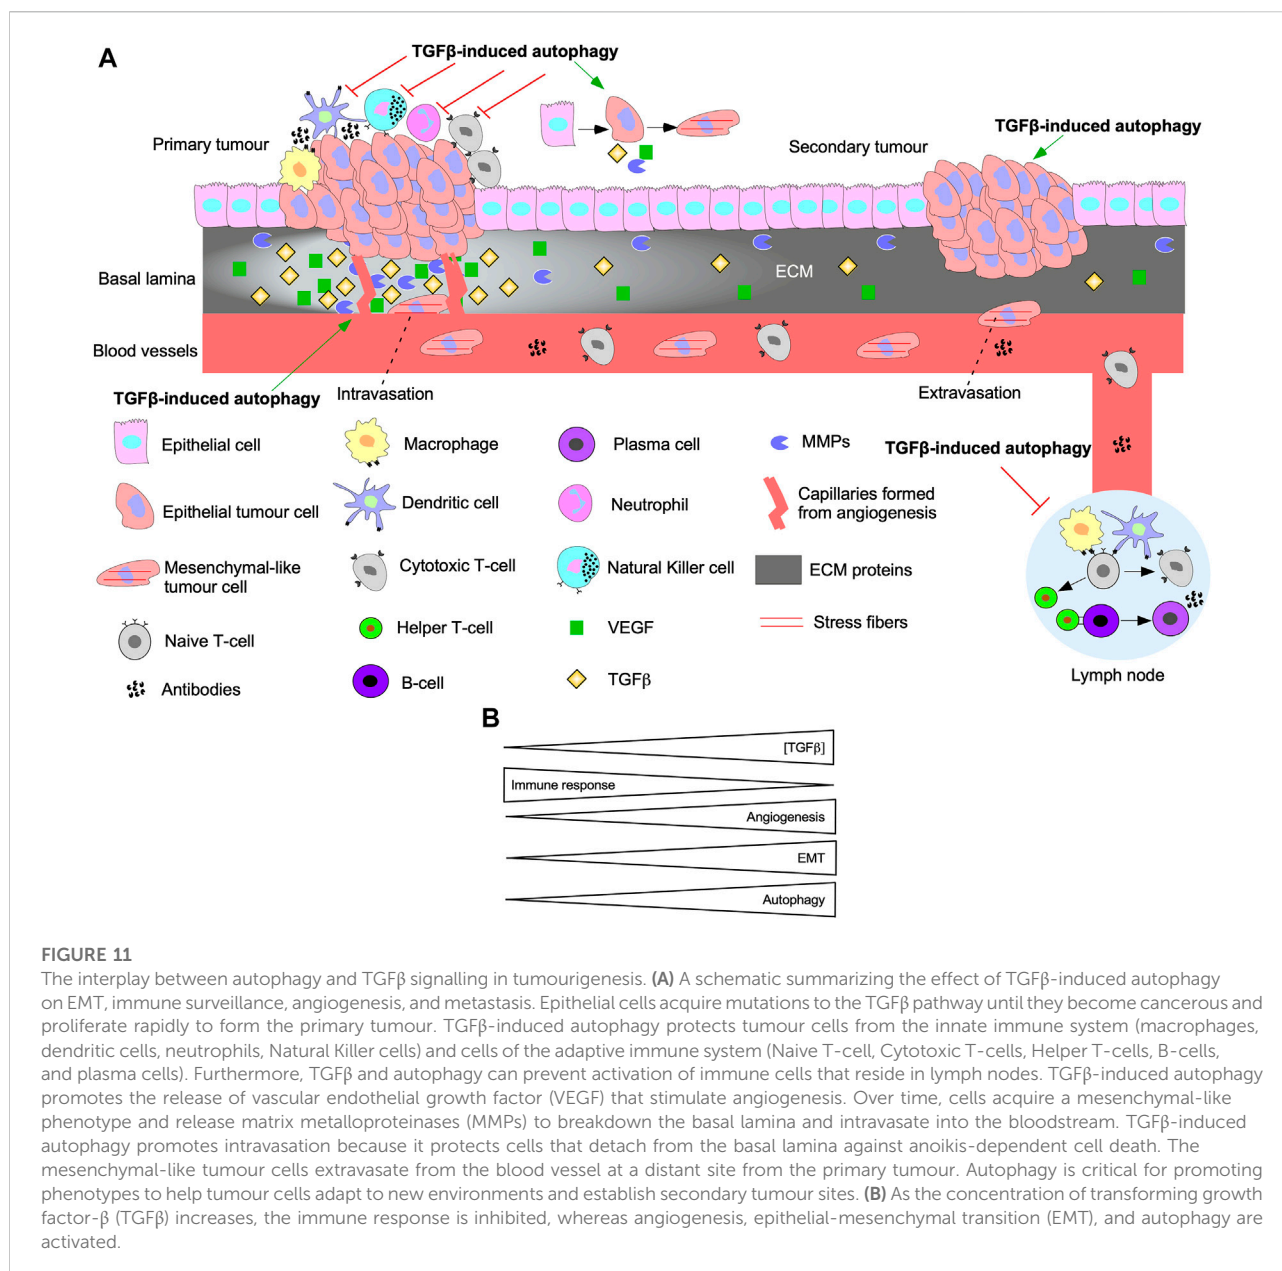 A
TGFβ-induced autophagy
Primary tumour
Secondary tumour
TGFβ-induced autophagy
Basal lamina
ECM
Blood vessels
TGFβ-induced autophagy
Intravasation
Extravasation
TGFβ-induced autophagy
Epithelial cell
Macrophage
Plasma cell
MMPs
Epithelial tumour cell
Dendritic cell
Neutrophil
Capillaries formed
from angiogenesis
Mesenchymal-like
tumour cell
Cytotoxic T-cell
Natural Killer cell
ECM proteins
Naive T-cell
Helper T-cell
VEGF
Stress fibers
Antibodies
B-cell
TGFβ
Lymph node
B
[TGFβ]
Immune response
Angiogenesis
EMT
Autophagy
FIGURE 11
The interplay between autophagy and TGFβ signalling in tumourigenesis. (A) A schematic summarizing the effect of TGFβ-induced autophagy
on EMT, immune surveillance, angiogenesis, and metastasis. Epithelial cells acquire mutations to the TGFβ pathway until they become cancerous and
proliferate rapidly to form the primary tumour. TGFβ-induced autophagy protects tumour cells from the innate immune system (macrophages,
dendritic cells, neutrophils, Natural Killer cells) and cells of the adaptive immune system (Naive T-cell, Cytotoxic T-cells, Helper T-cells, B-cells,
and plasma cells). Furthermore, TGFβ and autophagy can prevent activation of immune cells that reside in lymph nodes. TGFβ-induced autophagy
promotes the release of vascular endothelial growth factor (VEGF) that stimulate angiogenesis. Over time, cells acquire a mesenchymal-like
phenotype and release matrix metalloproteinases (MMPs) to breakdown the basal lamina and intravasate into the bloodstream. TGFβ-induced
autophagy promotes intravasation because it protects cells that detach from the basal lamina against anoikis-dependent cell death. The
mesenchymal-like tumour cells extravasate from the blood vessel at a distant site from the primary tumour. Autophagy is critical for promoting
phenotypes to help tumour cells adapt to new environments and establish secondary tumour sites. (B) As the concentration of transforming growth
factor-β (TGFβ) increases, the immune response is inhibited, whereas angiogenesis, epithelial-mesenchymal transition (EMT), and autophagy are
activated.